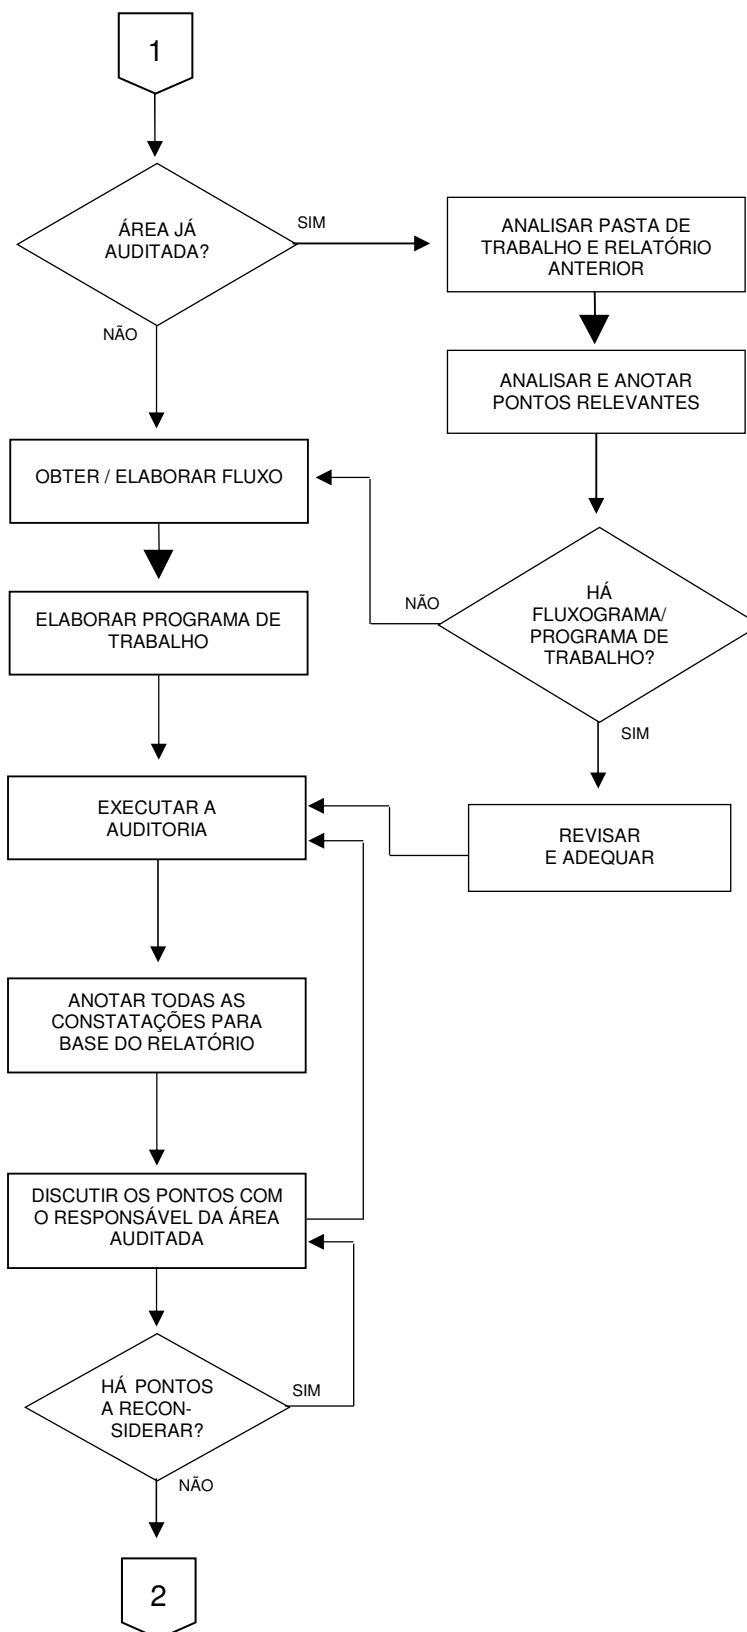 1
ÁREA JÁ
AUDITADA?
SIM
NÃO
ANALISAR PASTA DE
TRABALHO E RELATÓRIO
ANTERIOR
ANALISAR E ANOTAR
PONTOS RELEVANTES
OBTER / ELABORAR FLUXO
HÁ
FLUXOGRAMA/
PROGRAMA DE
TRABALHO?
NÃO
SIM
ELABORAR PROGRAMA DE
TRABALHO
EXECUTAR A
AUDITORIA
REVISAR
E ADEQUAR
ANOTAR TODAS AS
CONSTATAÇÕES PARA
BASE DO RELATÓRIO
DISCUTIR OS PONTOS COM
O RESPONSÁVEL DA ÁREA
AUDITADA
HÁ PONTOS
A RECON-
SIDERAR?
SIM
NÃO
2